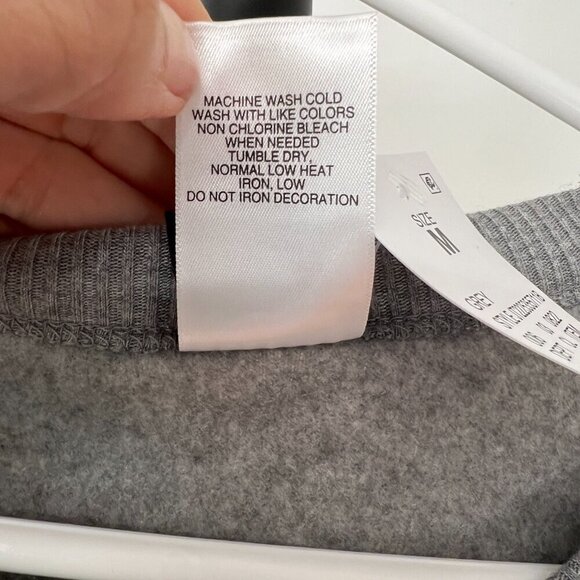 MACHINE WASH COLD
WASH WITH LIKE COLORS
NON CHLORINE BLEACH
WHEN NEEDED
TUMBLE DRY,
NORMAL LOW HEAT
IRON, LOW
DO NOT IRON DECORATION
SIZE
M
GREY